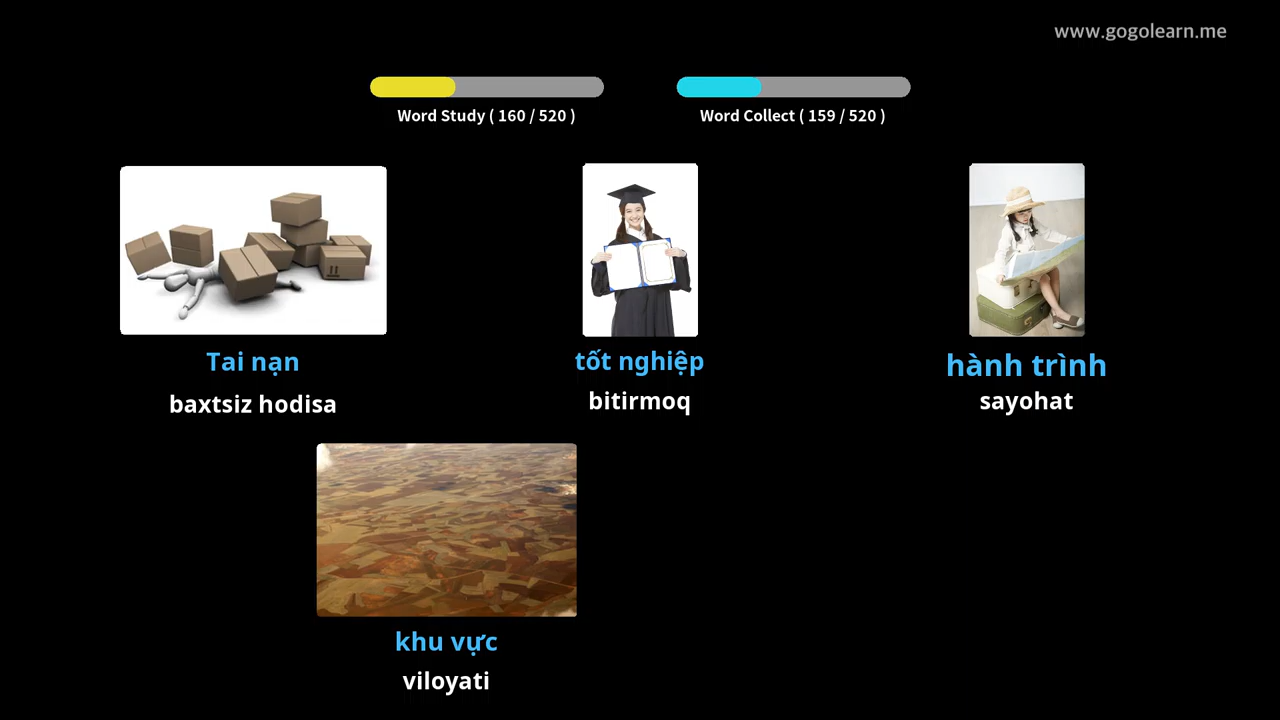 www.gogolearn.me
Word Study ( 160 / 520 )
Word Collect ( 159 / 520 )
Tai nạn
baxtsiz hodisa
tốt nghiệp
bitirmoq
hành trình
sayohat
khu vực
viloyati